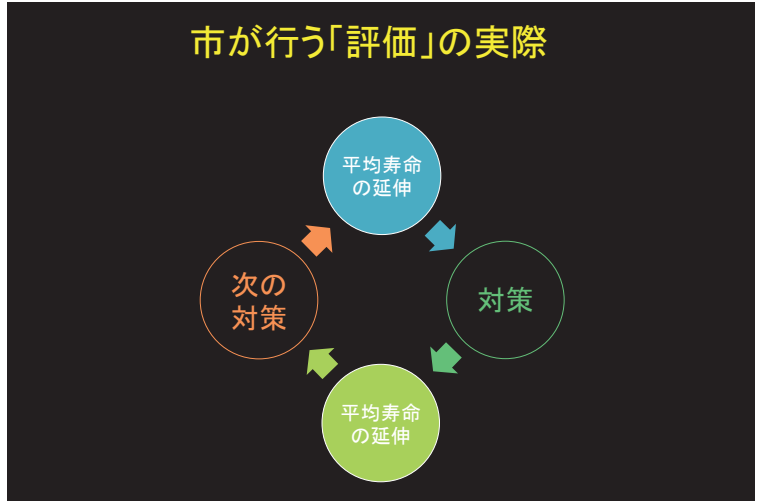 市が行う「評価」の実際
平均寿命
の延伸
対策
平均寿命
の延伸
次の
対策